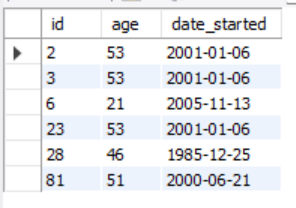 id age date_started
2 53 2001-01-06
3 53 2001-01-06
6 21 2005-11-13
23 53 2001-01-06
28 46 1985-12-25
81 51 2000-06-21